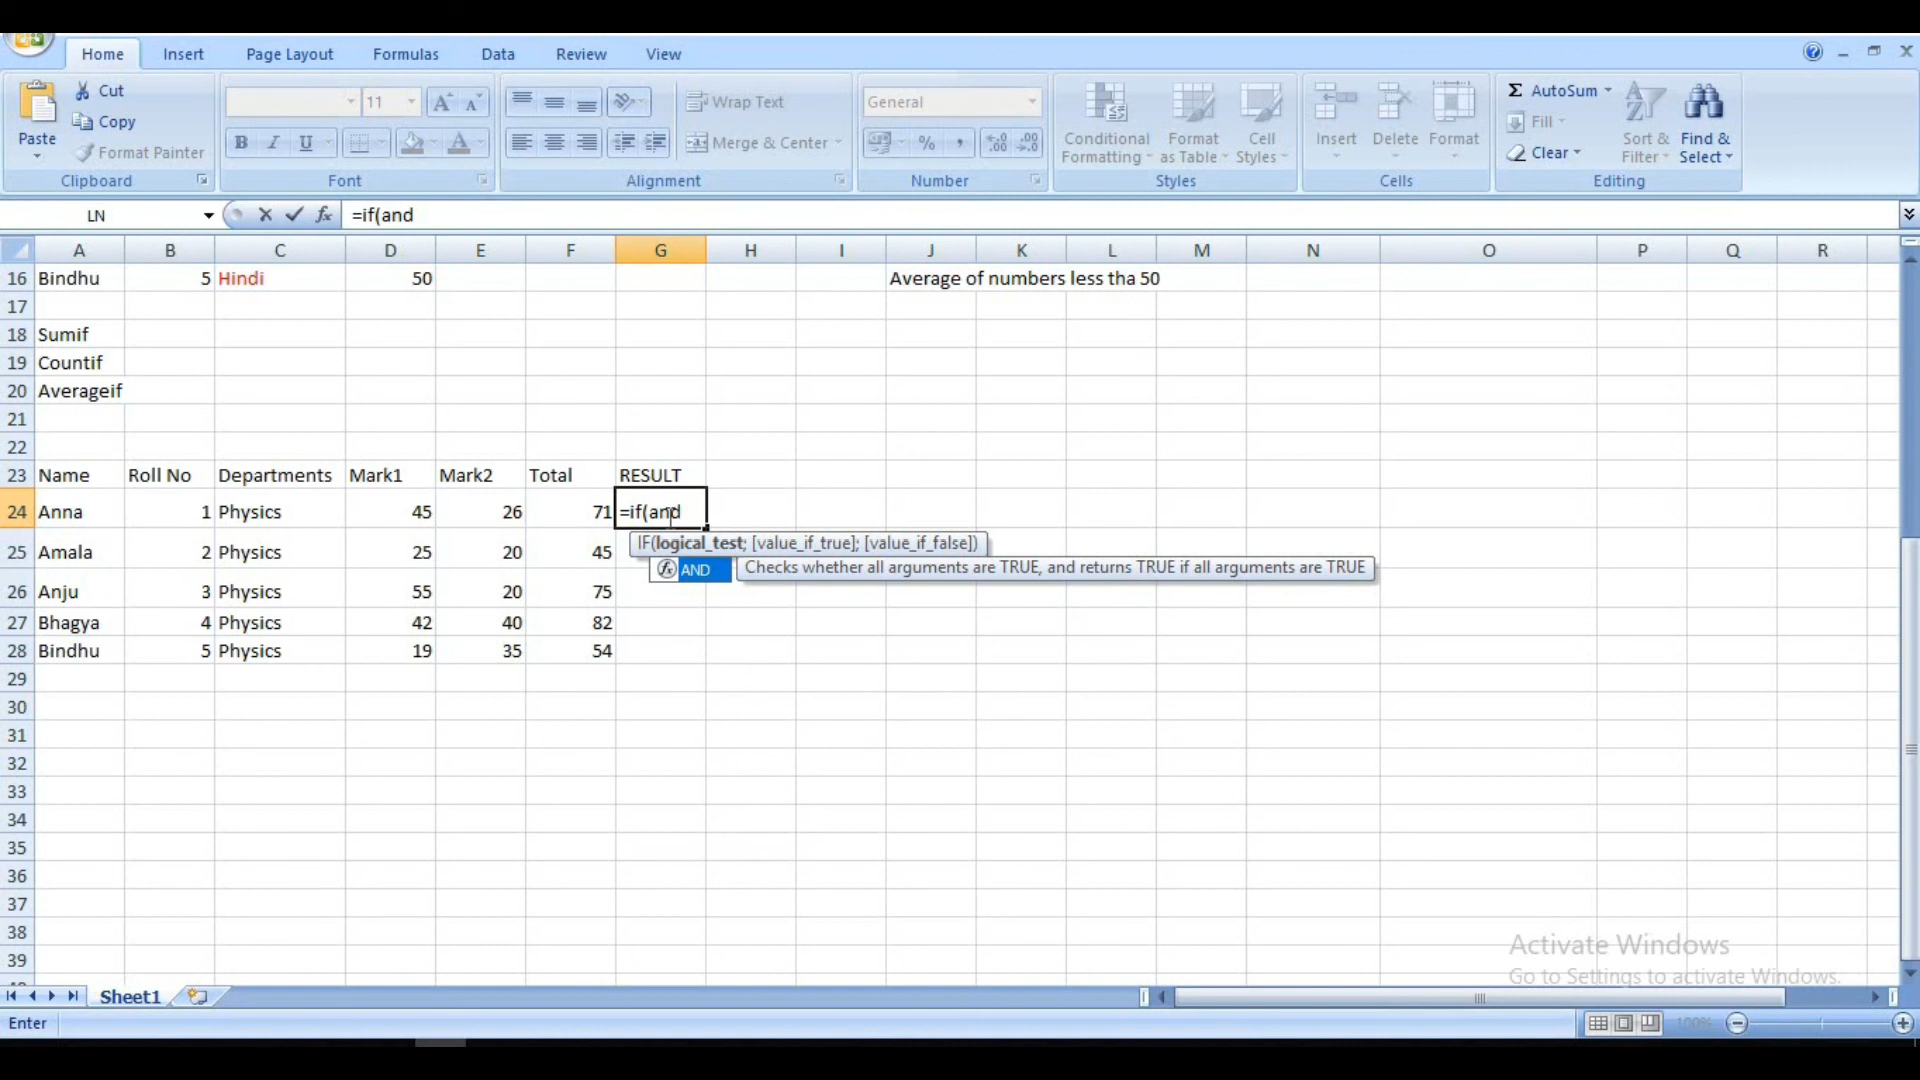 Home Insert Page Layout Formulas Data Review View
Paste
Cut
Copy
Format Painter
Clipboard
11
B I U
Font
Wrap Text
Merge & Center
Alignment
General
% ,
Number
Conditional Formatting
Format as Table
Cell Styles
Styles
Insert Delete Format
Cells
Σ AutoSum
Fill
Clear
Sort & Filter
Find & Select
Editing
LN fx =if(and
A B C D E F G H I J K L M N O P Q R
16 Bindhu 5 Hindi 50 Average of numbers less tha 50
17
18 Sumif
19 Countif
20 Averageif
21
22
23 Name Roll No Departments Mark1 Mark2 Total RESULT
24 Anna 1 Physics 45 26 71 =if(and
IF(logical_test; [value_if_true]; [value_if_false])
25 Amala 2 Physics 25 20 45
AND Checks whether all arguments are TRUE, and returns TRUE if all arguments are TRUE
26 Anju 3 Physics 55 20 75
27 Bhagya 4 Physics 42 40 82
28 Bindhu 5 Physics 19 35 54
29
30
31
32
33
34
35
36
37
38
39
Activate Windows
Go to Settings to activate Windows.
Sheet1
Enter 100%